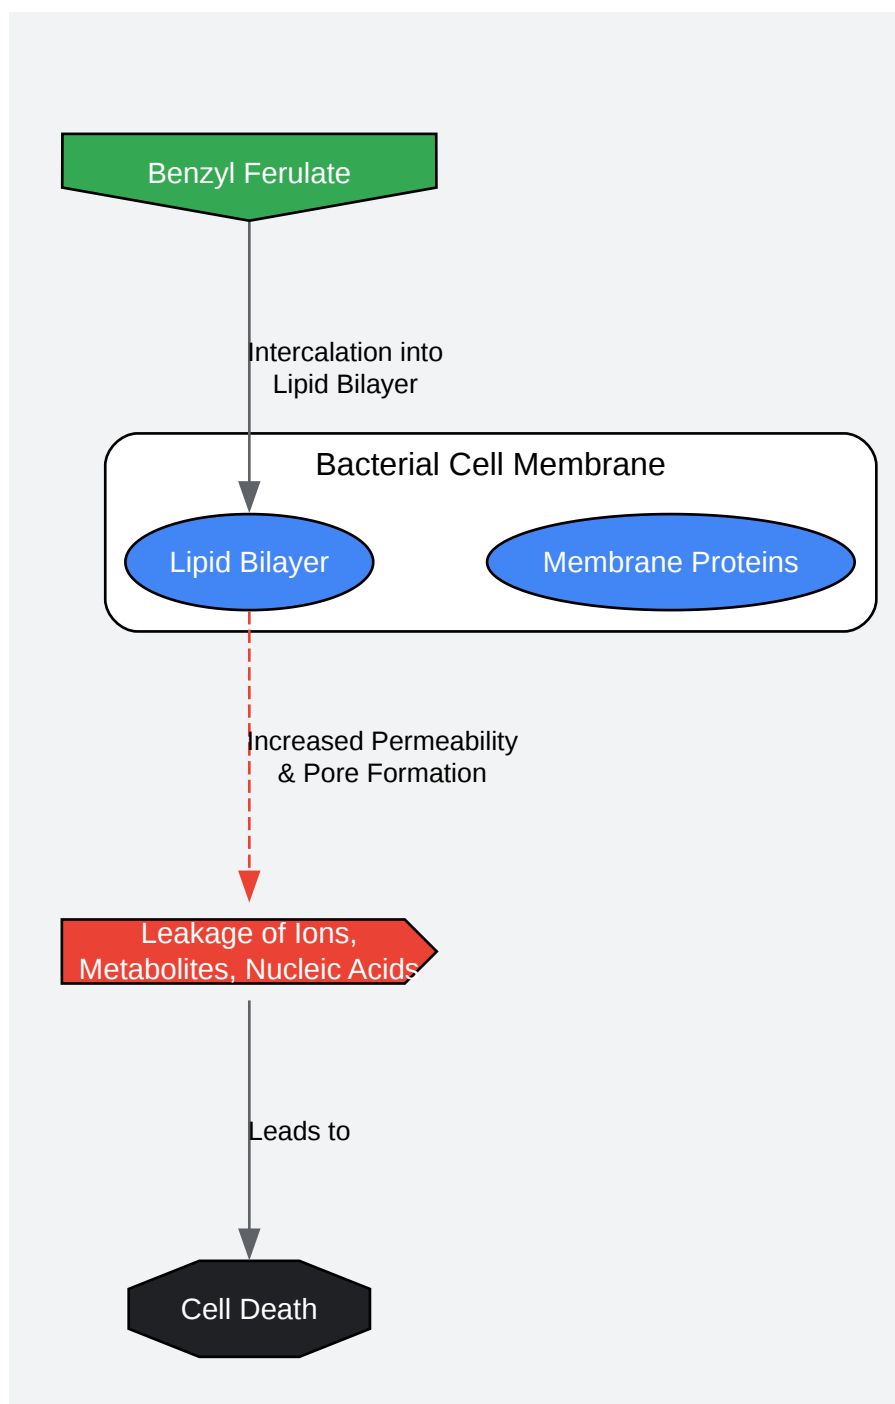 Benzyl Ferulate
Intercalation into
Lipid Bilayer
Bacterial Cell Membrane
Lipid Bilayer
Membrane Proteins
Increased Permeability
& Pore Formation
Leakage of Ions,
Metabolites, Nucleic Acids
Leads to
Cell Death